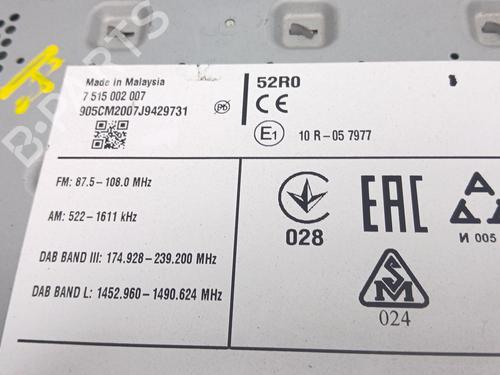 Made in Malaysia
7 515 002 007
905CM2007J9429731
Pb
52R0
CE
E1
10 R - 05 7977
FM: 87.5 - 108.0 MHz
AM: 522 - 1611 kHz
DAB BAND III: 174.928 - 239.200 MHz
DAB BAND L: 1452.960 - 1490.624 MHz
028
EAC
И 005
SM
024
B-PARTS